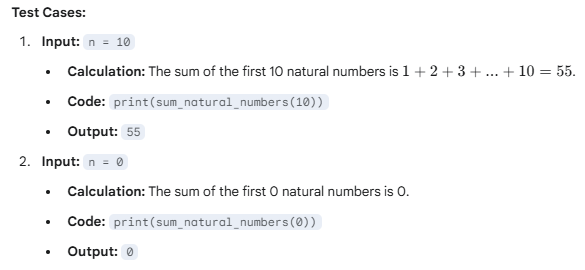 Test Cases:
1. Input: n = 10
• Calculation: The sum of the first 10 natural numbers is 1 + 2 + 3 + ... + 10 = 55.
• Code: print(sum_natural_numbers(10))
• Output: 55
2. Input: n = 0
• Calculation: The sum of the first 0 natural numbers is 0.
• Code: print(sum_natural_numbers(0))
• Output: 0